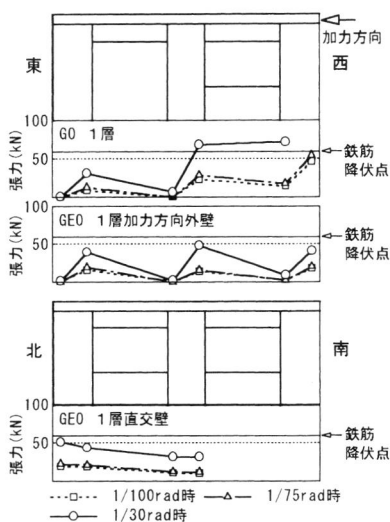 加力方向
東
西
100
50
張力(kN)
GO 1層
鉄筋
降伏点
100
50
張力(kN)
GEO 1層加力方向外壁
鉄筋
降伏点
北
南
100
50
張力(kN)
GEO 1層直交壁
鉄筋
降伏点
1/100rad時
1/75rad時
1/30rad時